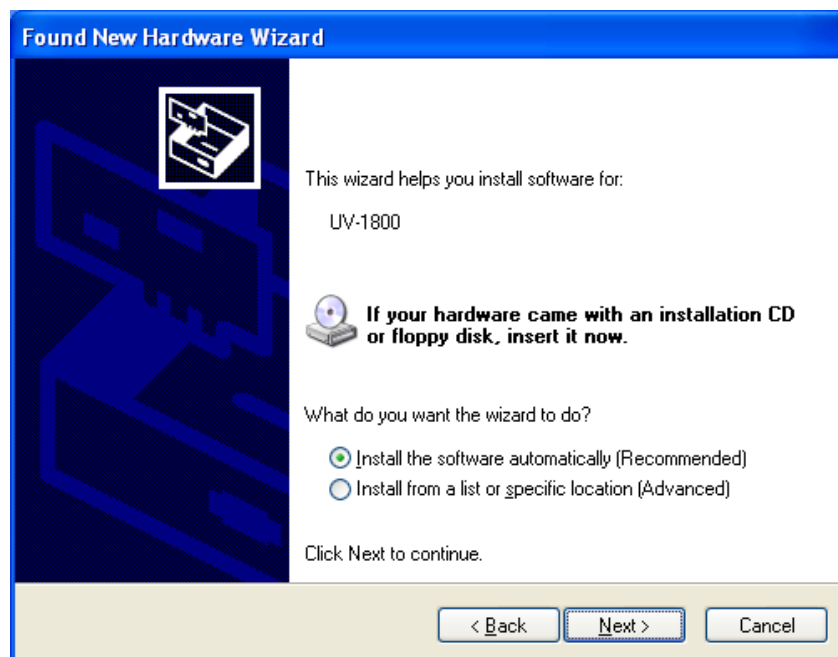 Found New Hardware Wizard
This wizard helps you install software for:
UV-1800
If your hardware came with an installation CD
or floppy disk, insert it now.
What do you want the wizard to do?
Install the software automatically (Recommended)
Install from a list or specific location (Advanced)
Click Next to continue.
< Back
Next >
Cancel